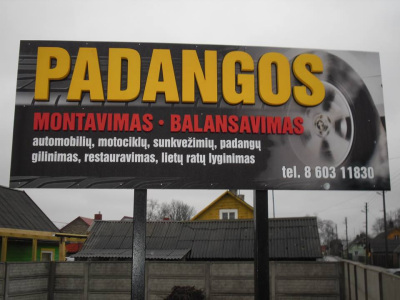 PADANGOS
MONTAVIMAS • BALANSAVIMAS
automobilių, motociklų, sunkvežimių, padangų
gilinimas, restauravimas, lietų ratų lyginimas
tel. 8 603 11830